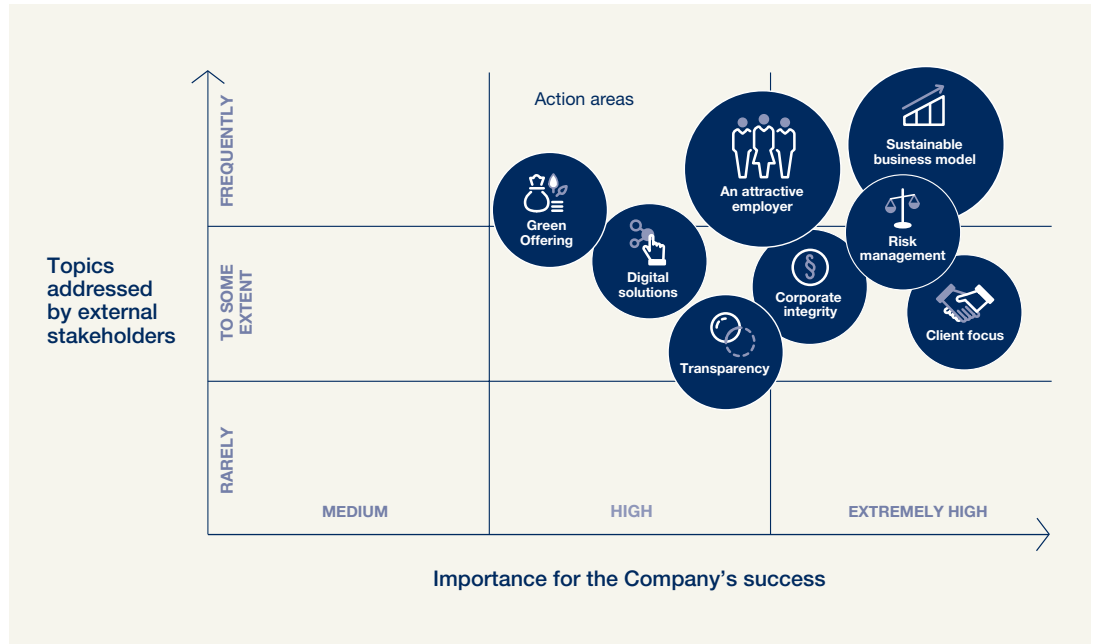 Action areas
FREQUENTLY
TO SOME
EXTENT
RARELY
Topics
addressed
by external
stakeholders
Green
Offering
Digital
solutions
Transparency
An attractive
employer
Corporate
integrity
§
Sustainable
business model
Risk
management
Client focus
MEDIUM
HIGH
EXTREMELY HIGH
Importance for the Company’s success